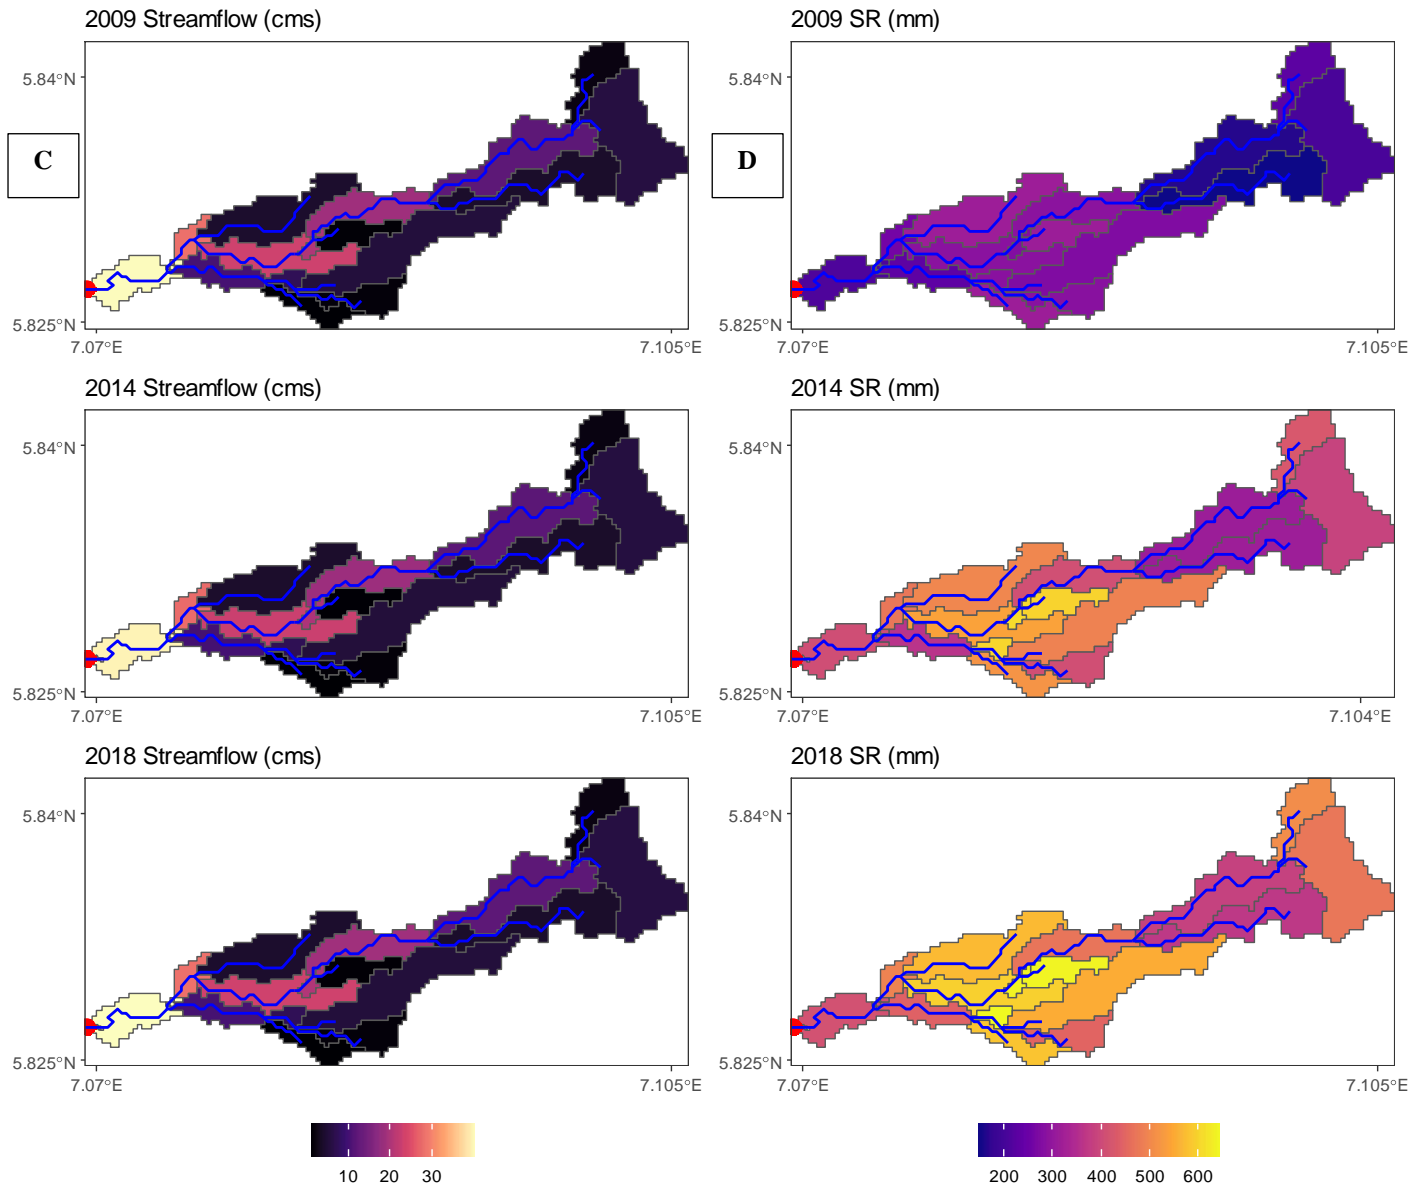 2009 Streamflow (cms)
5.84°N
C
5.825°N
7.07°E 7.105°E
2009 SR (mm)
5.84°N
D
5.825°N
7.07°E 7.105°E
2014 Streamflow (cms)
5.84°N
5.825°N
7.07°E 7.105°E
2014 SR (mm)
5.84°N
5.825°N
7.07°E 7.104°E
2018 Streamflow (cms)
5.84°N
5.825°N
7.07°E 7.105°E
2018 SR (mm)
5.84°N
5.825°N
7.07°E 7.105°E
10 20 30
200 300 400 500 600